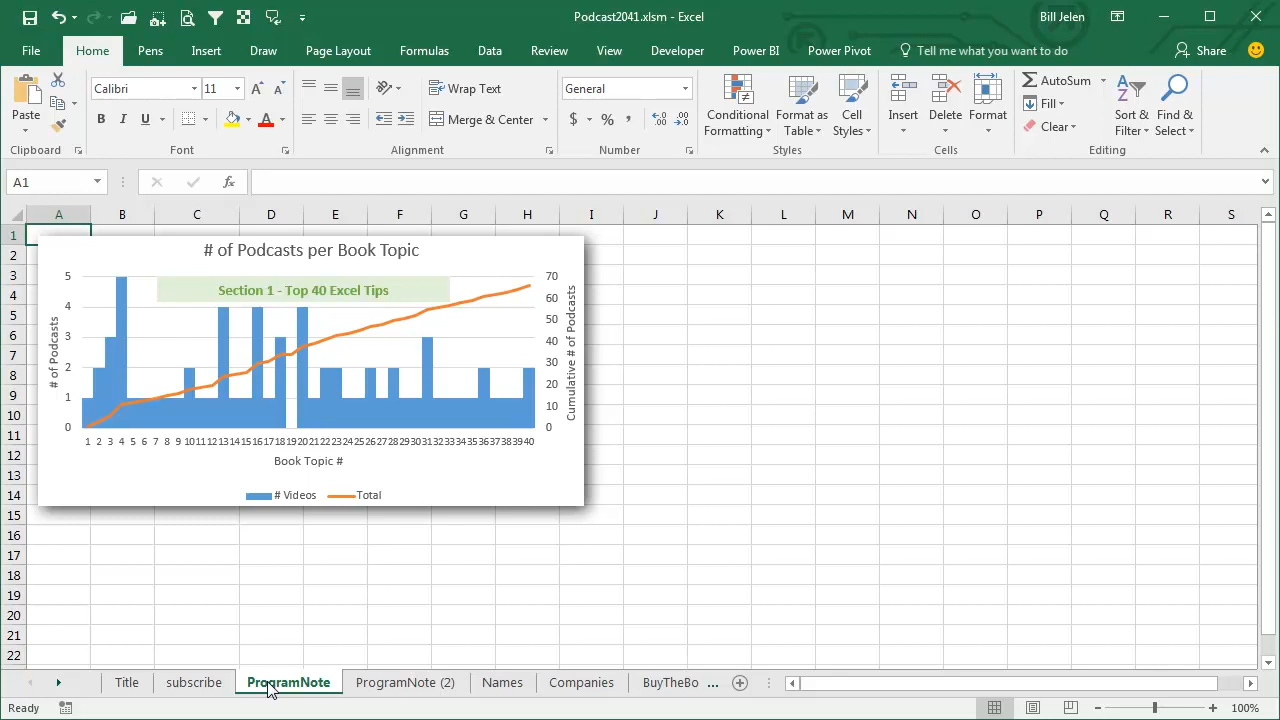 Podcast2041.xlsm - Excel
Bill Jelen
File Home Pens Insert Draw Page Layout Formulas Data Review View Developer Power BI Power Pivot Tell me what you want to do Share
Paste
Clipboard
Calibri 11
B I U
Font
Wrap Text
Merge & Center
Alignment
General
$ % ,
Number
Conditional Formatting
Format as Table
Cell Styles
Styles
Insert
Delete
Format
Cells
AutoSum
Fill
Clear
Sort & Filter
Find & Select
Editing
A1
fx
A B C D E F G H I J K L M N O P Q R S
1
2
3
4
5
6
7
8
9
10
11
12
13
14
15
16
17
18
19
20
21
22
# of Podcasts per Book Topic
Section 1 - Top 40 Excel Tips
# of Podcasts
5
4
3
2
1
0
70
60
50
40
30
20
10
0
Cumulative # of Podcasts
1 2 3 4 5 6 7 8 9 10 11 12 13 14 15 16 17 18 19 20 21 22 23 24 25 26 27 28 29 30 31 32 33 34 35 36 37 38 39 40
Book Topic #
# Videos Total
Title subscribe ProgramNote ProgramNote (2) Names Companies BuyTheBo ...
Ready
100%